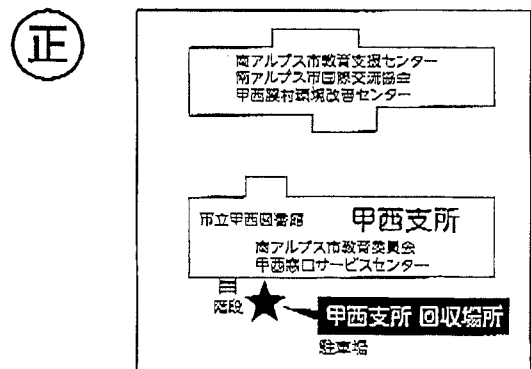 正
南アルプス市教育支援センター
南アルプス市国際交流協会
甲西農村環境改善センター
市立甲西図書館
甲西支所
南アルプス市教育委員会
甲西窓口サービスセンター
階段
甲西支所 回収場所
駐車場